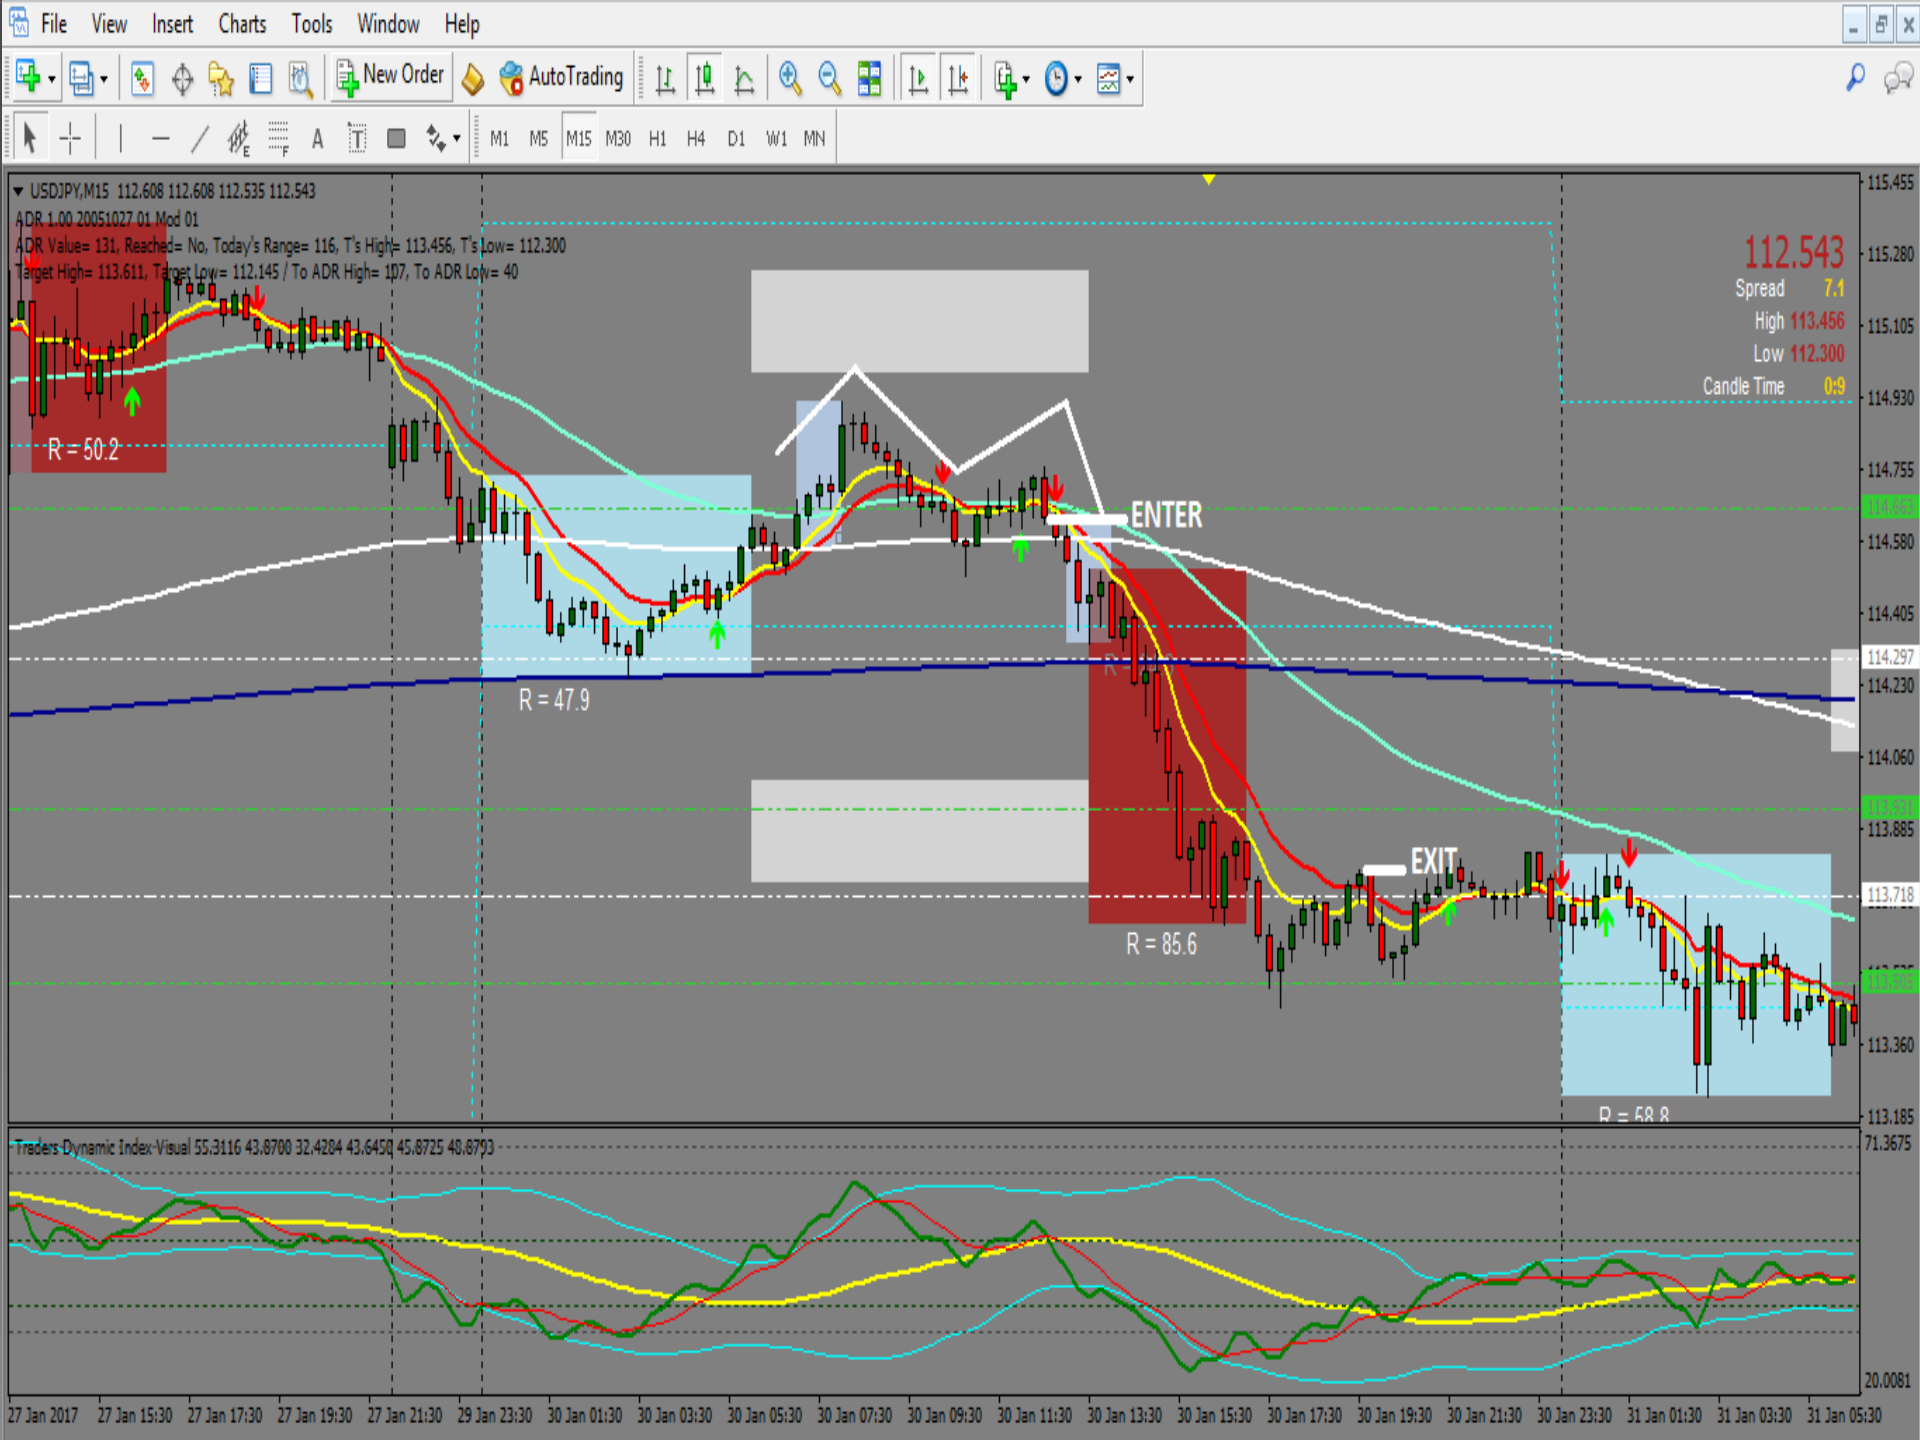 File View Insert Charts Tools Window Help
New Order AutoTrading
E F A T M1 M5 M15 M30 H1 H4 D1 W1 MN
USDJPY,M15 112.608 112.608 112.535 112.543
ADR 1.00 20051027 01 Mod 01
ADR Value= 131, Reached= No, Today's Range= 116, T's High= 113.456, T's Low= 112.300
Target High= 113.611, Target Low= 112.145 / To ADR High= 107, To ADR Low= 40
112.543
Spread 7.1
High 113.456
Low 112.300
Candle Time 0:9
R = 50.2
ENTER
R = 47.9
EXIT
R = 85.6
R = 58.8
115.455
115.280
115.105
114.930
114.755
114.580
114.405
114.297
114.230
114.060
113.885
113.718
113.360
113.185
Traders Dynamic Index Visual 55.3116 43.8700 32.4284 43.6450 45.8725 48.8793
71.3675
20.0081
27 Jan 2017 27 Jan 15:30 27 Jan 17:30 27 Jan 19:30 27 Jan 21:30 29 Jan 23:30 30 Jan 01:30 30 Jan 03:30 30 Jan 05:30 30 Jan 07:30 30 Jan 09:30 30 Jan 11:30 30 Jan 13:30 30 Jan 15:30 30 Jan 17:30 30 Jan 19:30 30 Jan 21:30 30 Jan 23:30 31 Jan 01:30 31 Jan 03:30 31 Jan 05:30